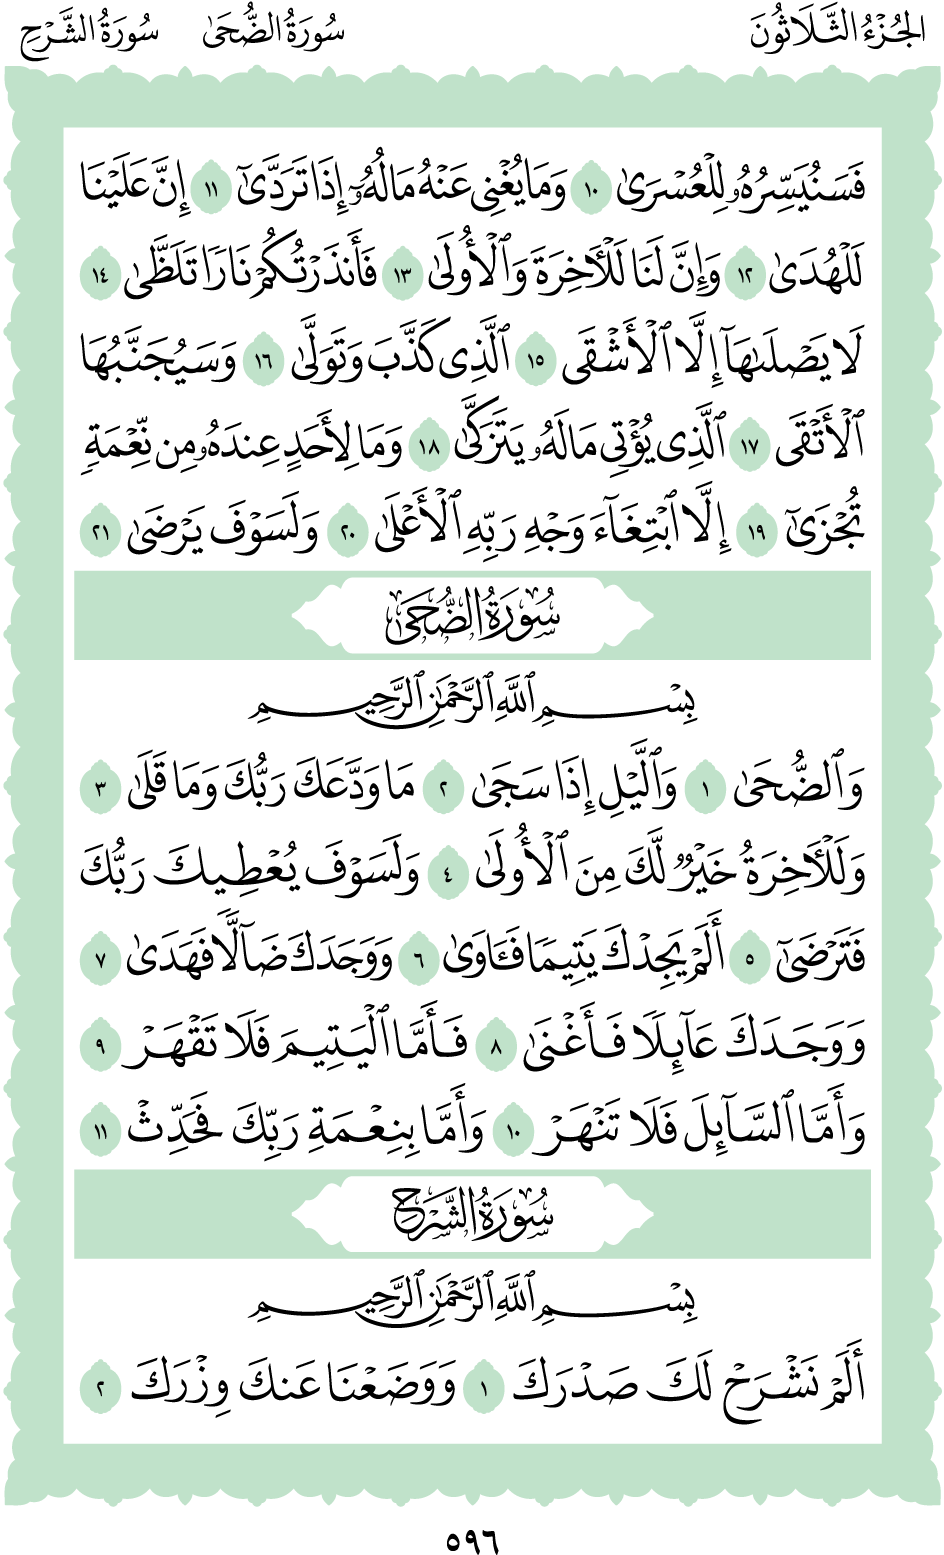 الجُزْءُ الثَّلَاثُونَ سُورَةُ الضُّحَىٰ سُورَةُ الشَّرْحِ
فَسَنُيَسِّرُهُۥ لِلْعُسْرَىٰ ١٠ وَمَا يُغْنِى عَنْهُ مَالُهُۥٓ إِذَا تَرَدَّىٰٓ ١١ إِنَّ عَلَيْنَا
لَلْهُدَىٰ ١٢ وَإِنَّ لَنَا لَلْـَٔاخِرَةَ وَٱلْأُولَىٰ ١٣ فَأَنذَرْتُكُمْ نَارًا تَلَظَّىٰ ١٤
لَا يَصْلَىٰهَآ إِلَّا ٱلْأَشْقَى ١٥ ٱلَّذِى كَذَّبَ وَتَوَلَّىٰ ١٦ وَسَيُجَنَّبُهَا
ٱلْأَتْقَى ١٧ ٱلَّذِى يُؤْتِى مَالَهُۥ يَتَزَكَّىٰ ١٨ وَمَا لِأَحَدٍ عِندَهُۥ مِن نِّعْمَةٍ
تُجْزَىٰٓ ١٩ إِلَّا ٱبْتِغَآءَ وَجْهِ رَبِّهِ ٱلْأَعْلَىٰ ٢٠ وَلَسَوْفَ يَرْضَىٰ ٢١
سُورَةُ الضُّحَىٰ
بِسْمِ ٱللَّهِ ٱلرَّحْمَٰنِ ٱلرَّحِيمِ
وَٱلضُّحَىٰ ١ وَٱلَّيْلِ إِذَا سَجَىٰ ٢ مَا وَدَّعَكَ رَبُّكَ وَمَا قَلَىٰ ٣
وَلَلْـَٔاخِرَةُ خَيْرٌ لَّكَ مِنَ ٱلْأُولَىٰ ٤ وَلَسَوْفَ يُعْطِيكَ رَبُّكَ
فَتَرْضَىٰٓ ٥ أَلَمْ يَجِدْكَ يَتِيمًا فَـَٔاوَىٰ ٦ وَوَجَدَكَ ضَآلًّا فَهَدَىٰ ٧
وَوَجَدَكَ عَآئِلًا فَأَغْنَىٰ ٨ فَأَمَّا ٱلْيَتِيمَ فَلَا تَقْهَرْ ٩
وَأَمَّا ٱلسَّآئِلَ فَلَا تَنْهَرْ ١٠ وَأَمَّا بِنِعْمَةِ رَبِّكَ فَحَدِّثْ ١١
سُورَةُ الشَّرْحِ
بِسْمِ ٱللَّهِ ٱلرَّحْمَٰنِ ٱلرَّحِيمِ
أَلَمْ نَشْرَحْ لَكَ صَدْرَكَ ١ وَوَضَعْنَا عَنكَ وِزْرَكَ ٢
٥٩٦